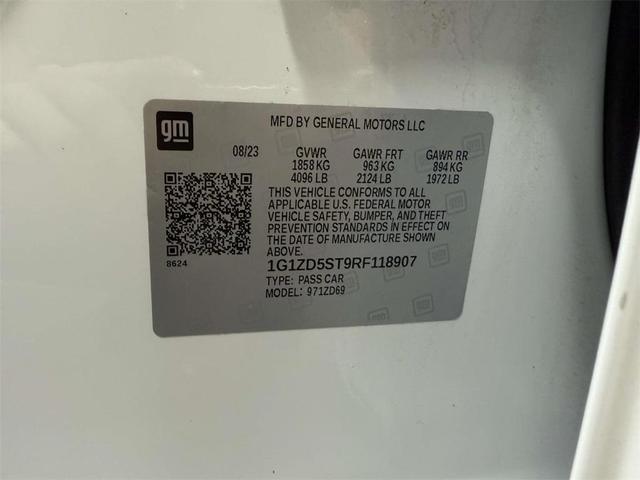 gm
MFD BY GENERAL MOTORS LLC
08/23 GVWR GAWR FRT GAWR RR
1858 KG 963 KG 894 KG
4096 LB 2124 LB 1972 LB
THIS VEHICLE CONFORMS TO ALL
APPLICABLE U.S. FEDERAL MOTOR
VEHICLE SAFETY, BUMPER, AND THEFT
PREVENTION STANDARDS IN EFFECT ON
THE DATE OF MANUFACTURE SHOWN
ABOVE.
8624
1G1ZD5ST9RF118907
TYPE: PASS CAR
MODEL: 971ZD69